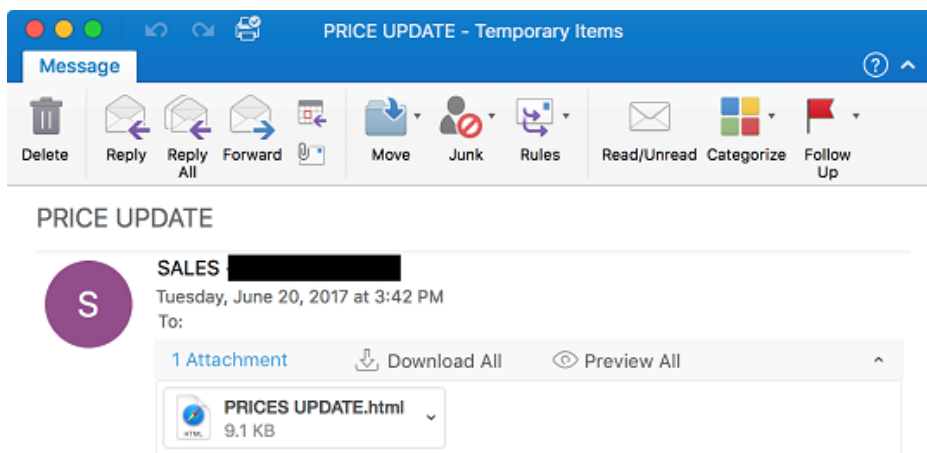 PRICE UPDATE - Temporary Items
Message
Delete
Reply
Reply All
Forward
Move
Junk
Rules
Read/Unread
Categorize
Follow Up
PRICE UPDATE
S
SALES
Tuesday, June 20, 2017 at 3:42 PM
To:
1 Attachment Download All Preview All
HTML
PRICES UPDATE.html
9.1 KB